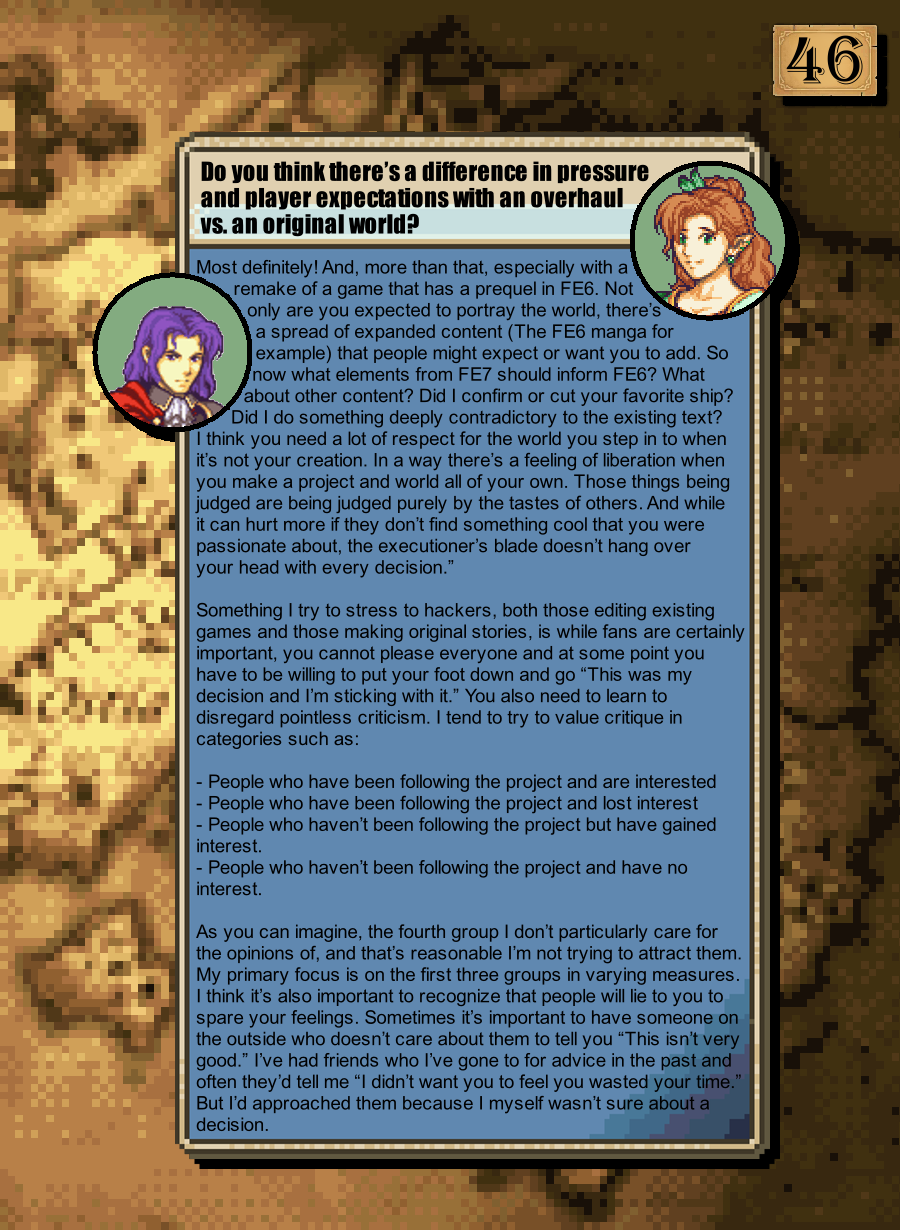 46
Do you think there's a difference in pressure
and player expectations with an overhaul
vs. an original world?
Most definitely! And, more than that, especially with a
remake of a game that has a prequel in FE6. Not
only are you expected to portray the world, there's
a spread of expanded content (The FE6 manga for
example) that people might expect or want you to add. So
now what elements from FE7 should inform FE6? What
about other content? Did I confirm or cut your favorite ship?
Did I do something deeply contradictory to the existing text?
I think you need a lot of respect for the world you step in to when
it's not your creation. In a way there's a feeling of liberation when
you make a project and world all of your own. Those things being
judged are being judged purely by the tastes of others. And while
it can hurt more if they don't find something cool that you were
passionate about, the executioner's blade doesn't hang over
your head with every decision.”
Something I try to stress to hackers, both those editing existing
games and those making original stories, is while fans are certainly
important, you cannot please everyone and at some point you
have to be willing to put your foot down and go “This was my
decision and I'm sticking with it.” You also need to learn to
disregard pointless criticism. I tend to try to value critique in
categories such as:
- People who have been following the project and are interested
- People who have been following the project and lost interest
- People who haven't been following the project but have gained
interest.
- People who haven't been following the project and have no
interest.
As you can imagine, the fourth group I don't particularly care for
the opinions of, and that's reasonable I'm not trying to attract them.
My primary focus is on the first three groups in varying measures.
I think it's also important to recognize that people will lie to you to
spare your feelings. Sometimes it's important to have someone on
the outside who doesn't care about them to tell you “This isn't very
good.” I've had friends who I've gone to for advice in the past and
often they'd tell me “I didn't want you to feel you wasted your time.”
But I'd approached them because I myself wasn't sure about a
decision.